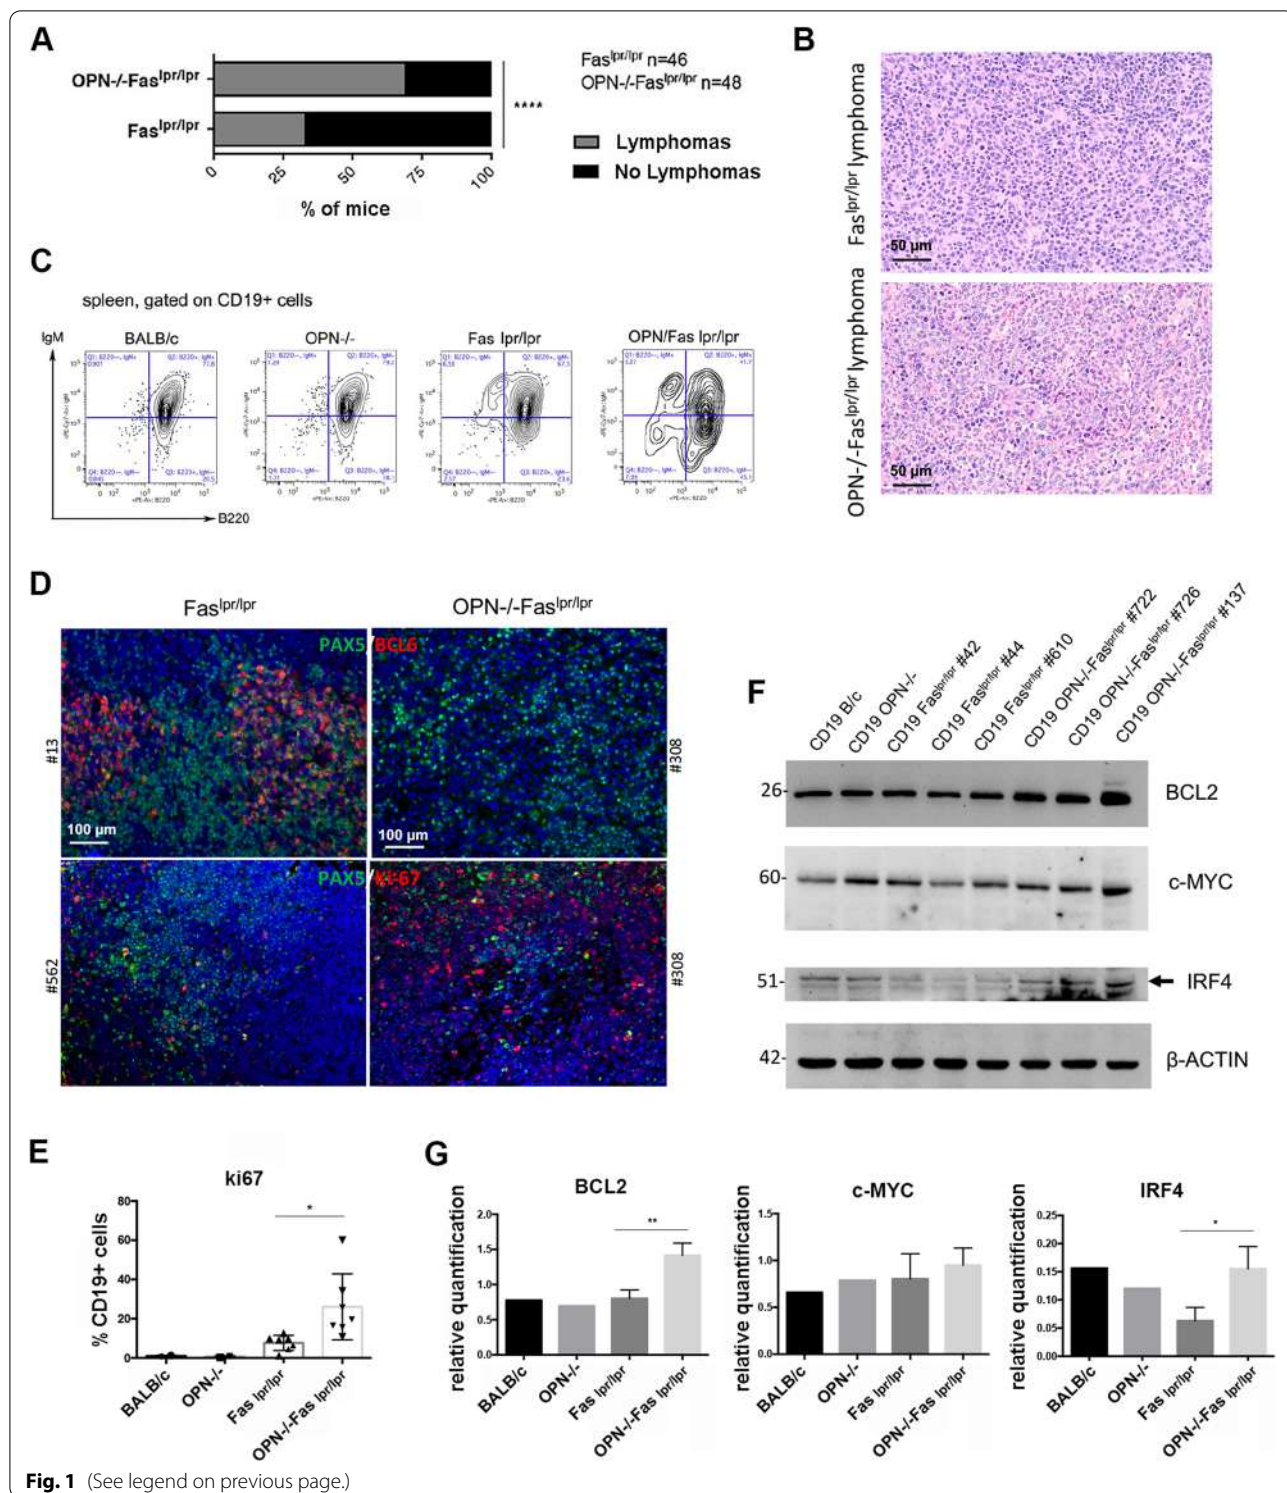 A
OPN-/-Fas lpr/lpr
Fas lpr/lpr
0
25
50
75
100
% of mice
****
Fas lpr/lpr n=46
OPN-/-Fas lpr/lpr n=48
Lymphomas
No Lymphomas
B
Fas lpr/lpr lymphoma
50 µm
OPN-/-Fas lpr/lpr lymphoma
50 µm
C
spleen, gated on CD19+ cells
IgM
BALB/c
OPN-/-
Fas lpr/lpr
OPN/Fas lpr/lpr
B220
D
Fas lpr/lpr
OPN-/-Fas lpr/lpr
PAX5/BCL6
#13
100 µm
100 µm
#308
PAX5/Ki-67
#562
#308
F
CD19 B/c
CD19 OPN-/-
CD19 Fas lpr/lpr #42
CD19 Fas lpr/lpr #44
CD19 Fas lpr/lpr #610
CD19 OPN-/-Fas lpr/lpr #722
CD19 OPN-/-Fas lpr/lpr #726
CD19 OPN-/-Fas lpr/lpr #137
26-
BCL2
60-
c-MYC
51-
IRF4
42-
β-ACTIN
E
ki67
% CD19+ cells
80
60
40
20
0
*
BALB/c
OPN-/-
Fas lpr/lpr
OPN-/-Fas lpr/lpr
G
BCL2
relative quantification
2.0
1.5
1.0
0.5
0.0
**
BALB/c
OPN-/-
Fas lpr/lpr
OPN-/-Fas lpr/lpr
c-MYC
relative quantification
1.5
1.0
0.5
0.0
BALB/c
OPN-/-
Fas lpr/lpr
OPN-/-Fas lpr/lpr
IRF4
relative quantification
0.25
0.20
0.15
0.10
0.05
0.00
*
BALB/c
OPN-/-
Fas lpr/lpr
OPN-/-Fas lpr/lpr
Fig. 1 (See legend on previous page.)